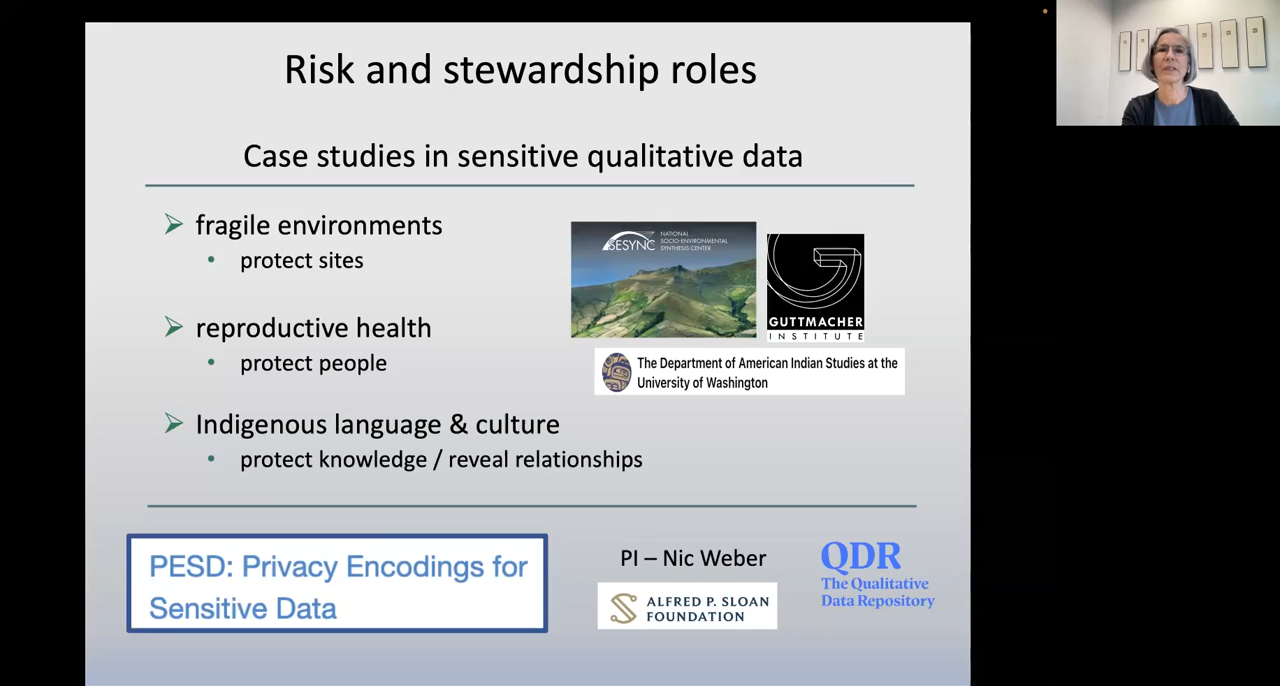 Risk and stewardship roles
Case studies in sensitive qualitative data
fragile environments
protect sites
reproductive health
protect people
Indigenous language & culture
protect knowledge / reveal relationships
SESYNC
NATIONAL
SOCIO-ENVIRONMENTAL
SYNTHESIS CENTER
GUTTMACHER
INSTITUTE
The Department of American Indian Studies at the
University of Washington
PESD: Privacy Encodings for
Sensitive Data
PI – Nic Weber
ALFRED P. SLOAN
FOUNDATION
QDR
The Qualitative
Data Repository